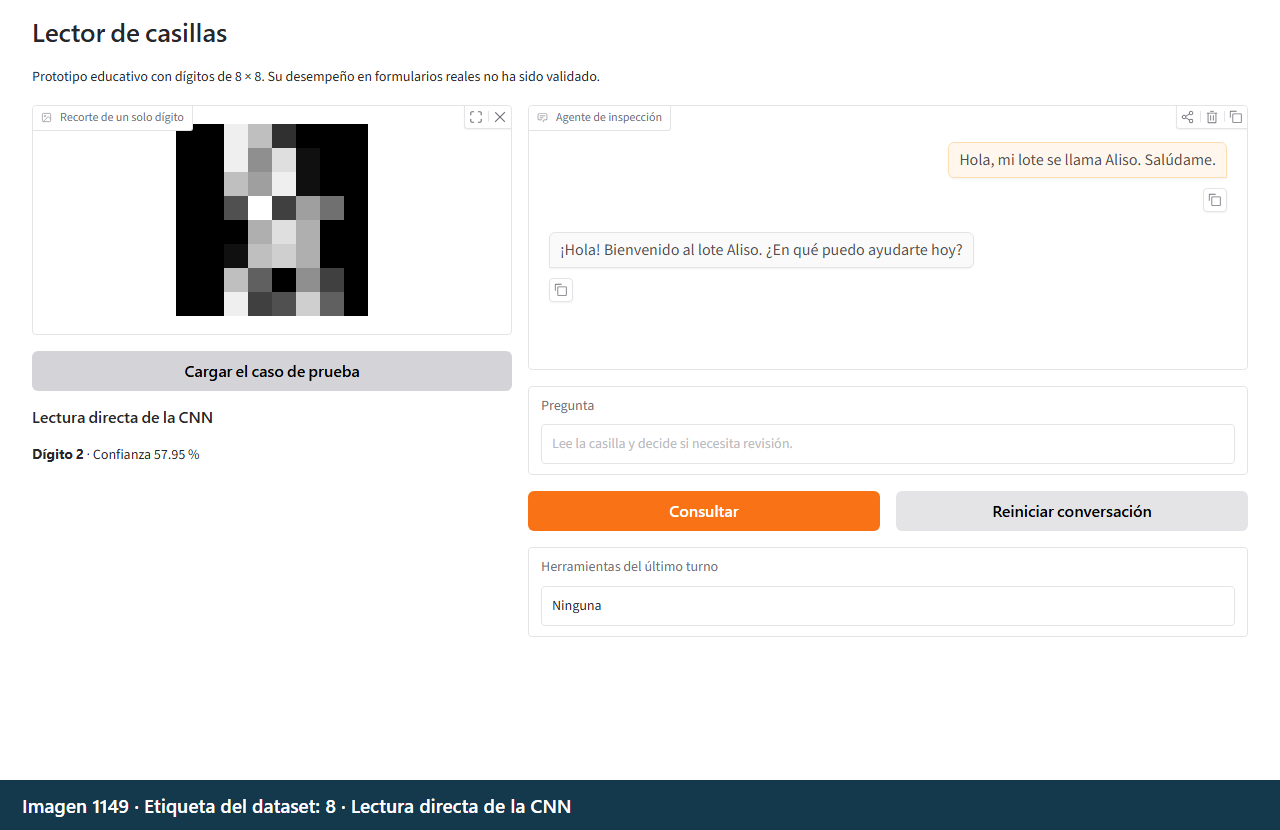 Lector de casillas
Prototipo educativo con dígitos de 8 × 8. Su desempeño en formularios reales no ha sido validado.
Recorte de un solo dígito
Cargar el caso de prueba
Lectura directa de la CNN
Dígito 2 · Confianza 57.95 %
Agente de inspección
Hola, mi lote se llama Aliso. Salúdame.
¡Hola! Bienvenido al lote Aliso. ¿En qué puedo ayudarte hoy?
Pregunta
Lee la casilla y decide si necesita revisión.
Consultar
Reiniciar conversación
Herramientas del último turno
Ninguna
Imagen 1149 · Etiqueta del dataset: 8 · Lectura directa de la CNN